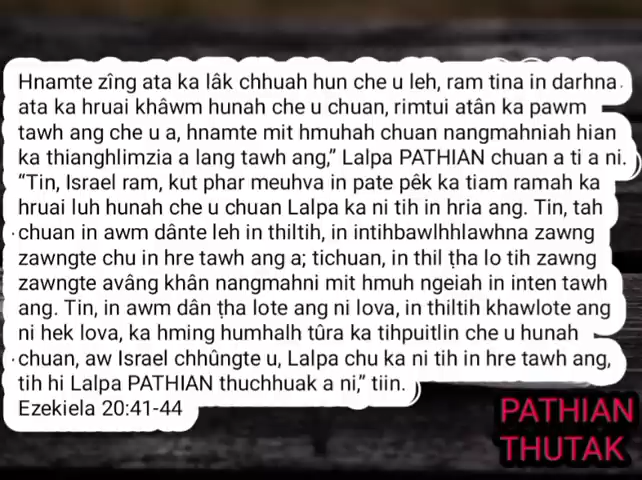 Hnamte zîng ata ka lâk chhuah hun che u leh, ram tina in darhna
ata ka hruai khâwm hunah che u chuan, rimtui atân ka pawm
tawh ang che u a, hnamte mit hmuhah chuan nangmahniah hian
ka thianghlimzia a lang tawh ang,” Lalpa PATHIAN chuan a ti a ni.
“Tin, Israel ram, kut phar meuhva in pate pêk ka tiam ramah ka
hruai luh hunah che u chuan Lalpa ka ni tih in hria ang. Tin, tah
chuan in awm dânte leh in thiltih, in intihbawlhhlawhna zawng
zawngte chu in hre tawh ang a; tichuan, in thil ṭha lo tih zawng
zawngte avâng khân nangmahni mit hmuh ngeiah in inten tawh
ang. Tin, in awm dân ṭha lote ang ni lova, in thiltih khawlote ang
ni hek lova, ka hming humhalh tûra ka tihpuitlin che u hunah
chuan, aw Israel chhûngte u, Lalpa chu ka ni tih in hre tawh ang,
tih hi Lalpa PATHIAN thuchhuak a ni,” tiin.
Ezekiela 20:41-44
PATHIAN
THUTAK